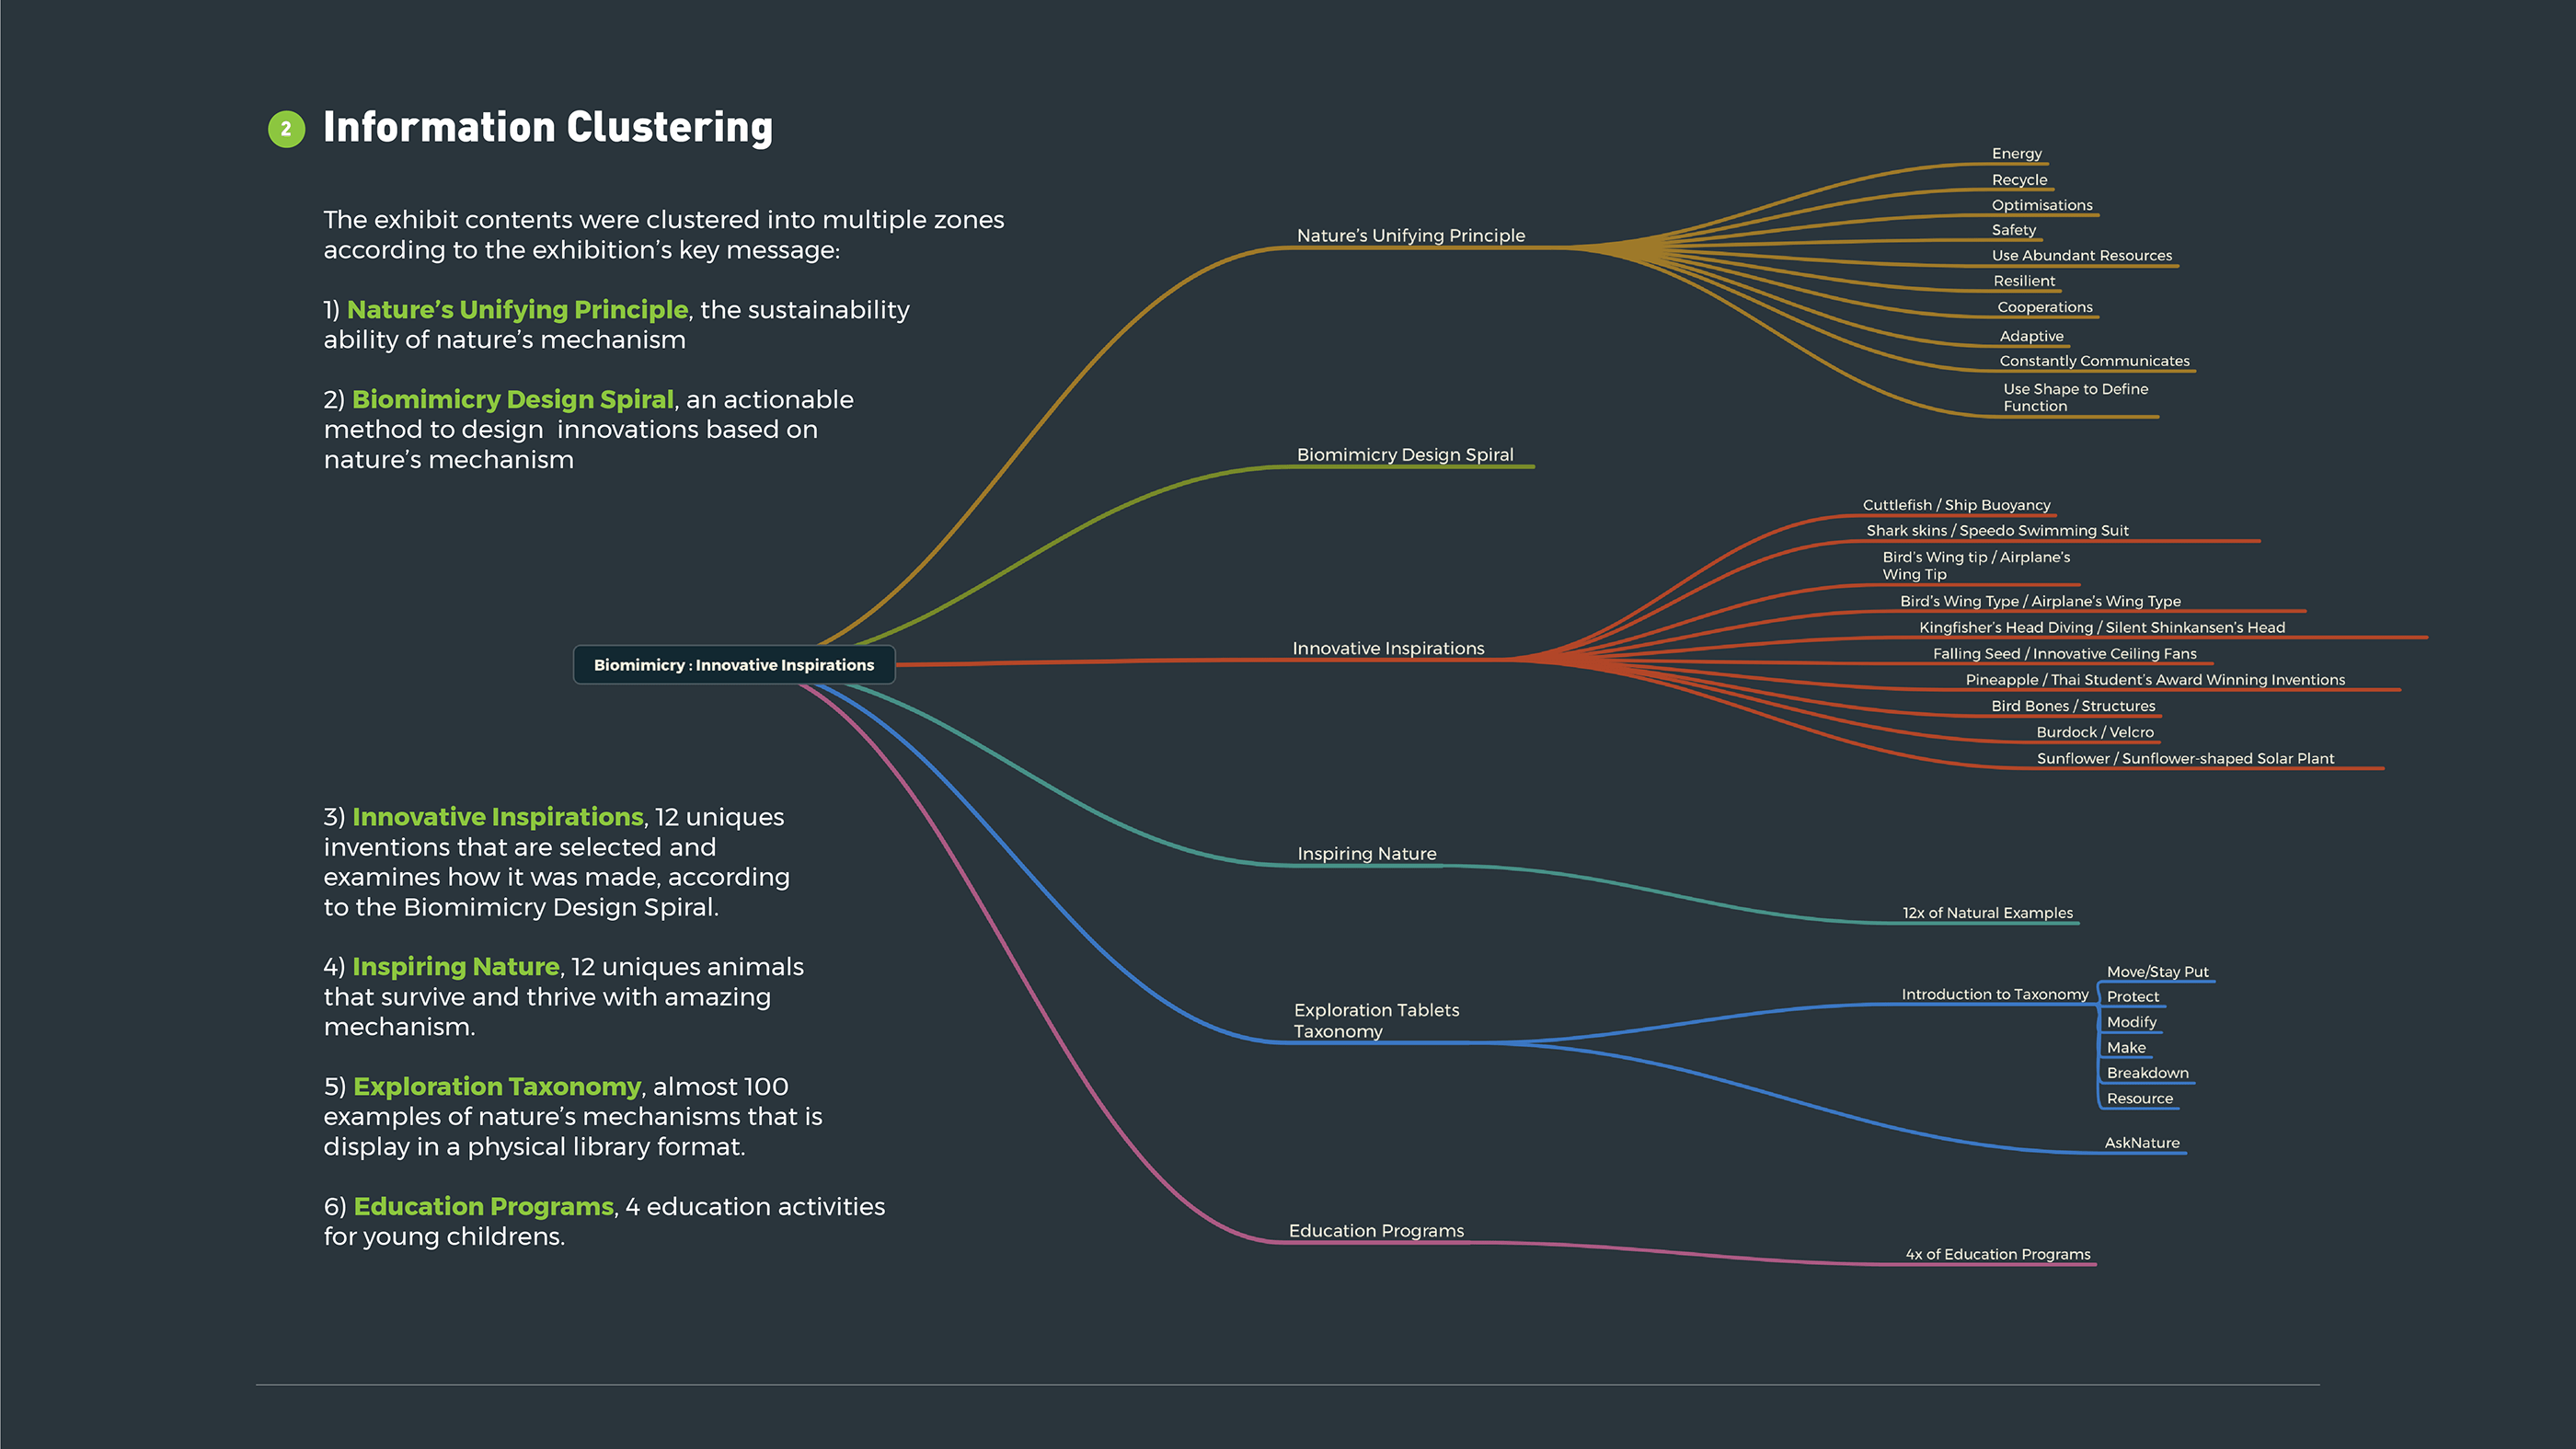 2
Information Clustering
The exhibit contents were clustered into multiple zones
according to the exhibition's key message:
1) Nature's Unifying Principle, the sustainability
ability of nature's mechanism
2) Biomimicry Design Spiral, an actionable
method to design  innovations based on
nature's mechanism
Biomimicry : Innovative Inspirations
3) Innovative Inspirations, 12 uniques
inventions that are selected and
examines how it was made, according
to the Biomimicry Design Spiral.
4) Inspiring Nature, 12 uniques animals
that survive and thrive with amazing
mechanism.
5) Exploration Taxonomy, almost 100
examples of nature's mechanisms that is
display in a physical library format.
6) Education Programs, 4 education activities
for young childrens.
Nature's Unifying Principle
Energy
Recycle
Optimisations
Safety
Use Abundant Resources
Resilient
Cooperations
Adaptive
Constantly Communicates
Use Shape to Define
Function
Biomimicry Design Spiral
Innovative Inspirations
Cuttlefish / Ship Buoyancy
Shark skins / Speedo Swimming Suit
Bird's Wing tip / Airplane's
Wing Tip
Bird's Wing Type / Airplane's Wing Type
Kingfisher's Head Diving / Silent Shinkansen's Head
Falling Seed / Innovative Ceiling Fans
Pineapple / Thai Student's Award Winning Inventions
Bird Bones / Structures
Burdock / Velcro
Sunflower / Sunflower-shaped Solar Plant
Inspiring Nature
12x of Natural Examples
Exploration Tablets
Taxonomy
Introduction to Taxonomy
Move/Stay Put
Protect
Modify
Make
Breakdown
Resource
AskNature
Education Programs
4x of Education Programs